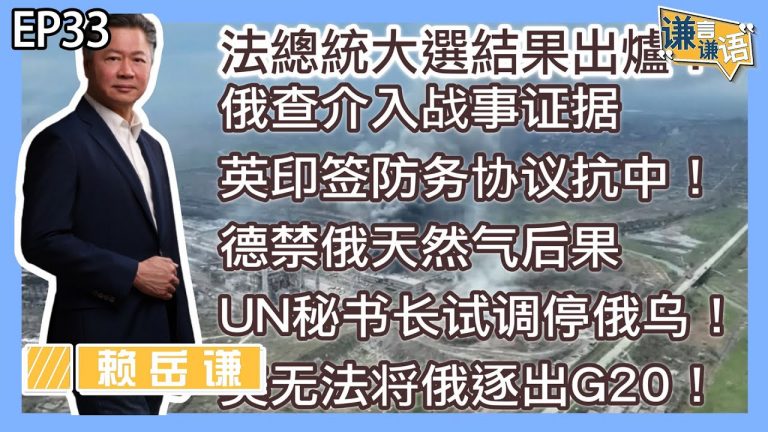 EP33
谦言谦语
法總統大選結果出爐！
俄查介入战事证据
英印签防务协议抗中！
德禁俄天然气后果
UN秘书长试调停俄乌！
无法将俄逐出G20！
赖岳谦